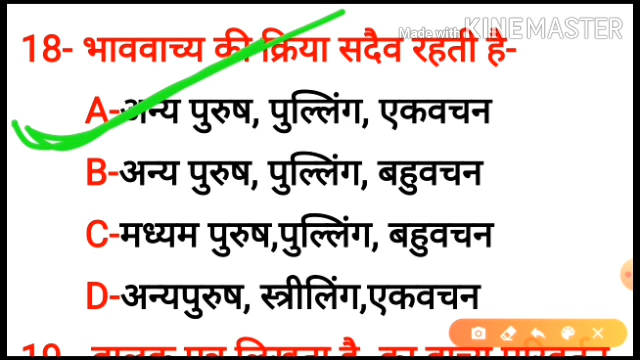 Made with KINEMASTER
18- भाववाच्य की क्रिया सदैव रहती है-
A-अन्य पुरुष, पुल्लिंग, एकवचन
B-अन्य पुरुष, पुल्लिंग, बहुवचन
C-मध्यम पुरुष,पुल्लिंग, बहुवचन
D-अन्यपुरुष, स्त्रीलिंग,एकवचन